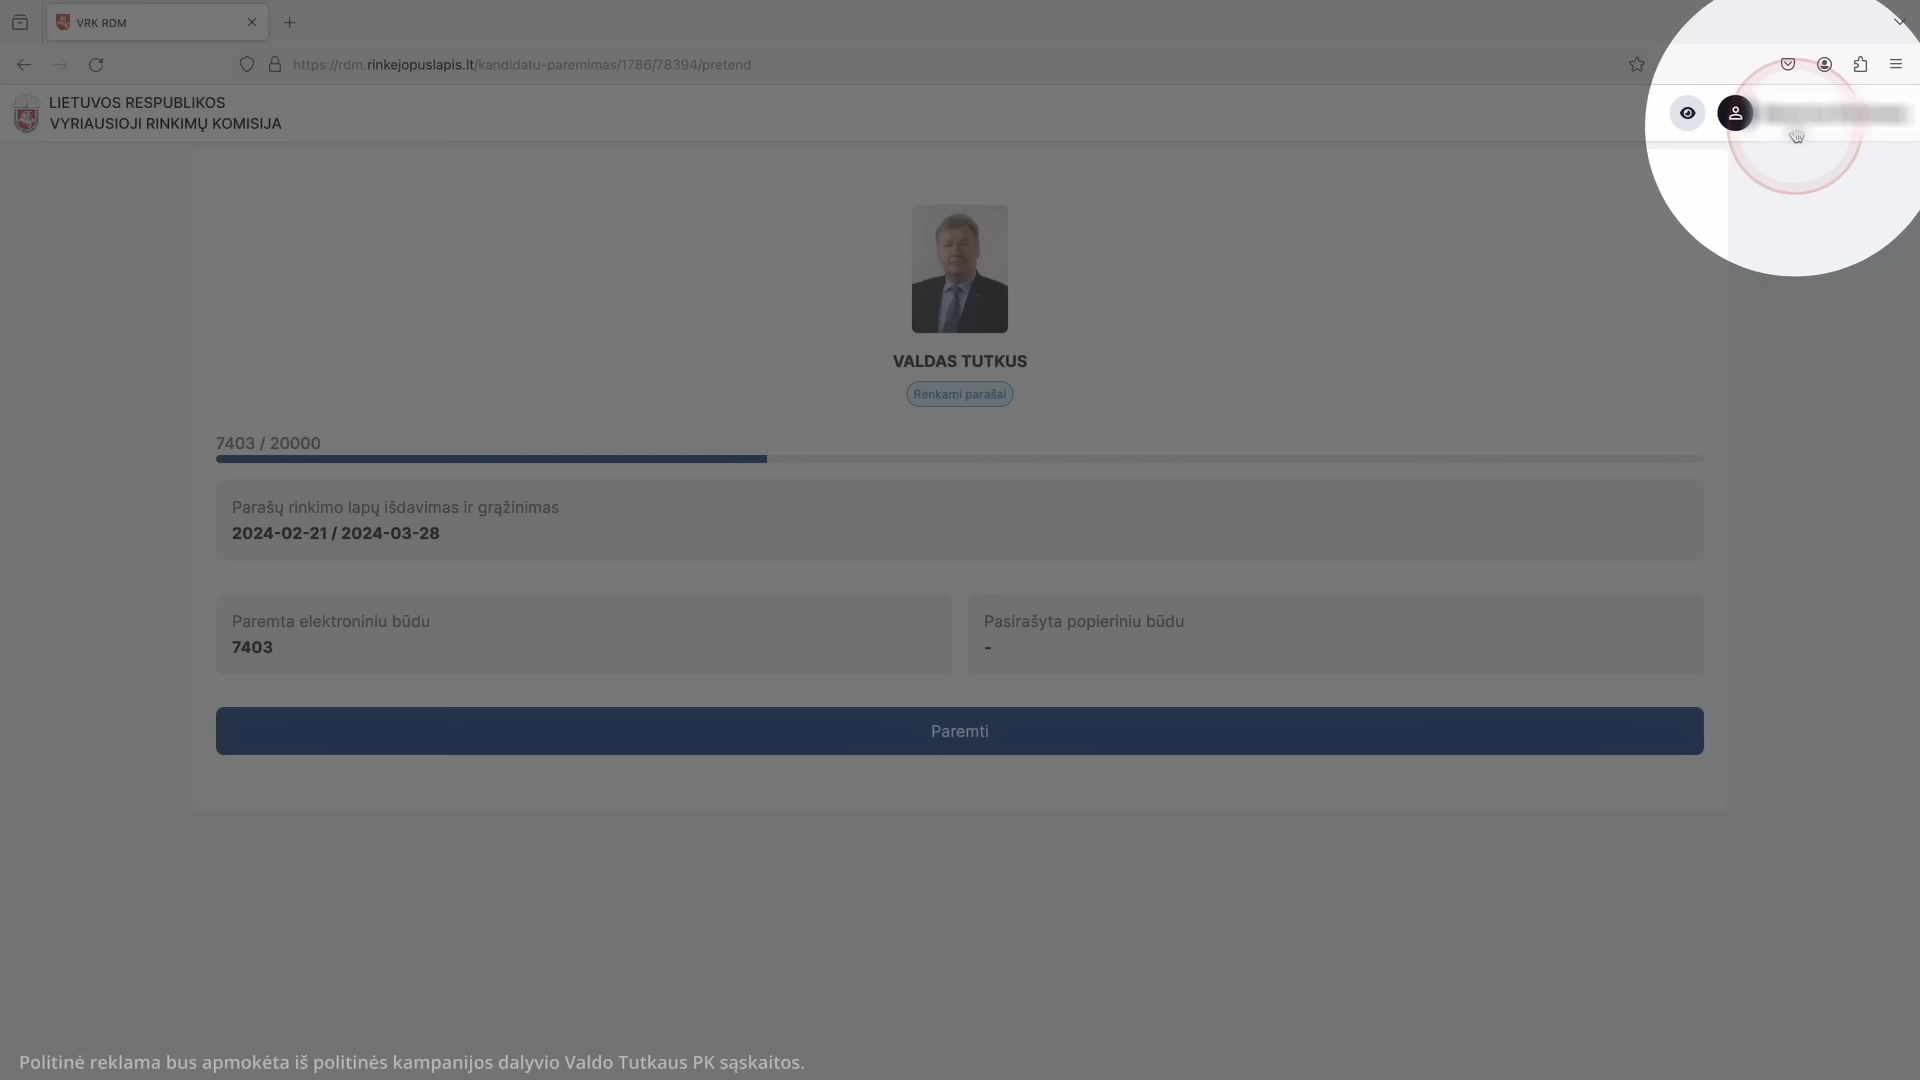 VRK RDM
https://rdm.rinkejopuslapis.lt/kandidatu-paremimas/1786/78394/pretend
LIETUVOS RESPUBLIKOS
VYRIAUSIOJI RINKIMŲ KOMISIJA
VALDAS TUTKUS
Renkami parašai
7403 / 20000
Parašų rinkimo lapų išdavimas ir grąžinimas
2024-02-21 / 2024-03-28
Paremta elektroniniu būdu
7403
Pasirašyta popieriniu būdu
-
Paremti
Politinė reklama bus apmokėta iš politinės kampanijos dalyvio Valdo Tutkaus PK sąskaitos.